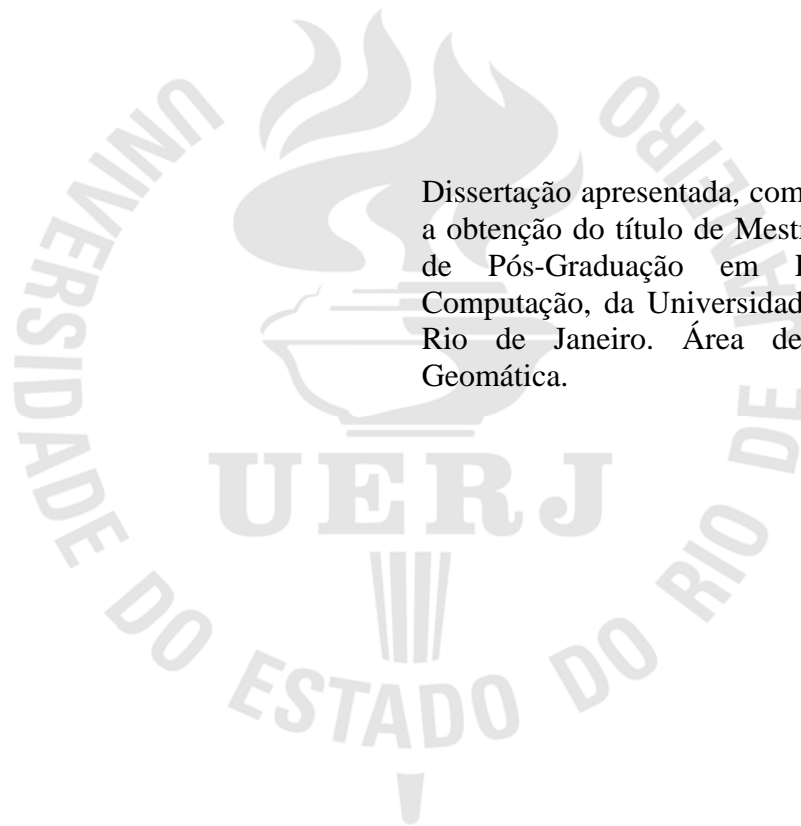 Dissertação apresentada, com
a obtenção do título de Mest
de Pós-Graduação em
Computação, da Universidad
Rio de Janeiro. Área de
Geomática.
UNIVERSIDADE DO ESTADO DO RIO DE JANEIRO
UERJ